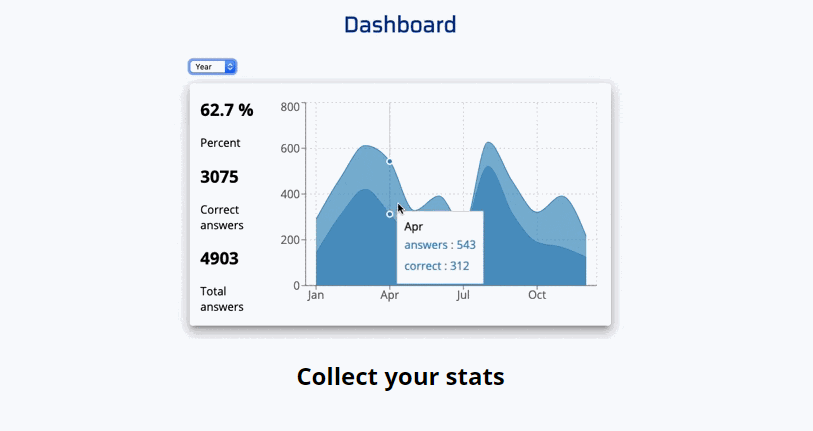 Dashboard
Year
62.7 %
Percent
3075
Correct
answers
4903
Total
answers
800
600
400
200
0
Jan
Apr
Jul
Oct
Apr
answers : 543
correct : 312
Collect your stats